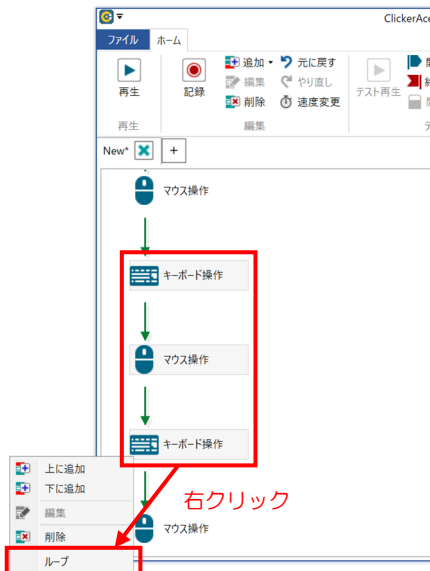 ClickerAce
ファイル ホーム
再生
記録
追加
編集
削除
元に戻す
やり直し
速度変更
テスト再生
再生
編集
New*
マウス操作
キーボード操作
マウス操作
キーボード操作
上に追加
下に追加
編集
削除
ループ
右クリック
マウス操作